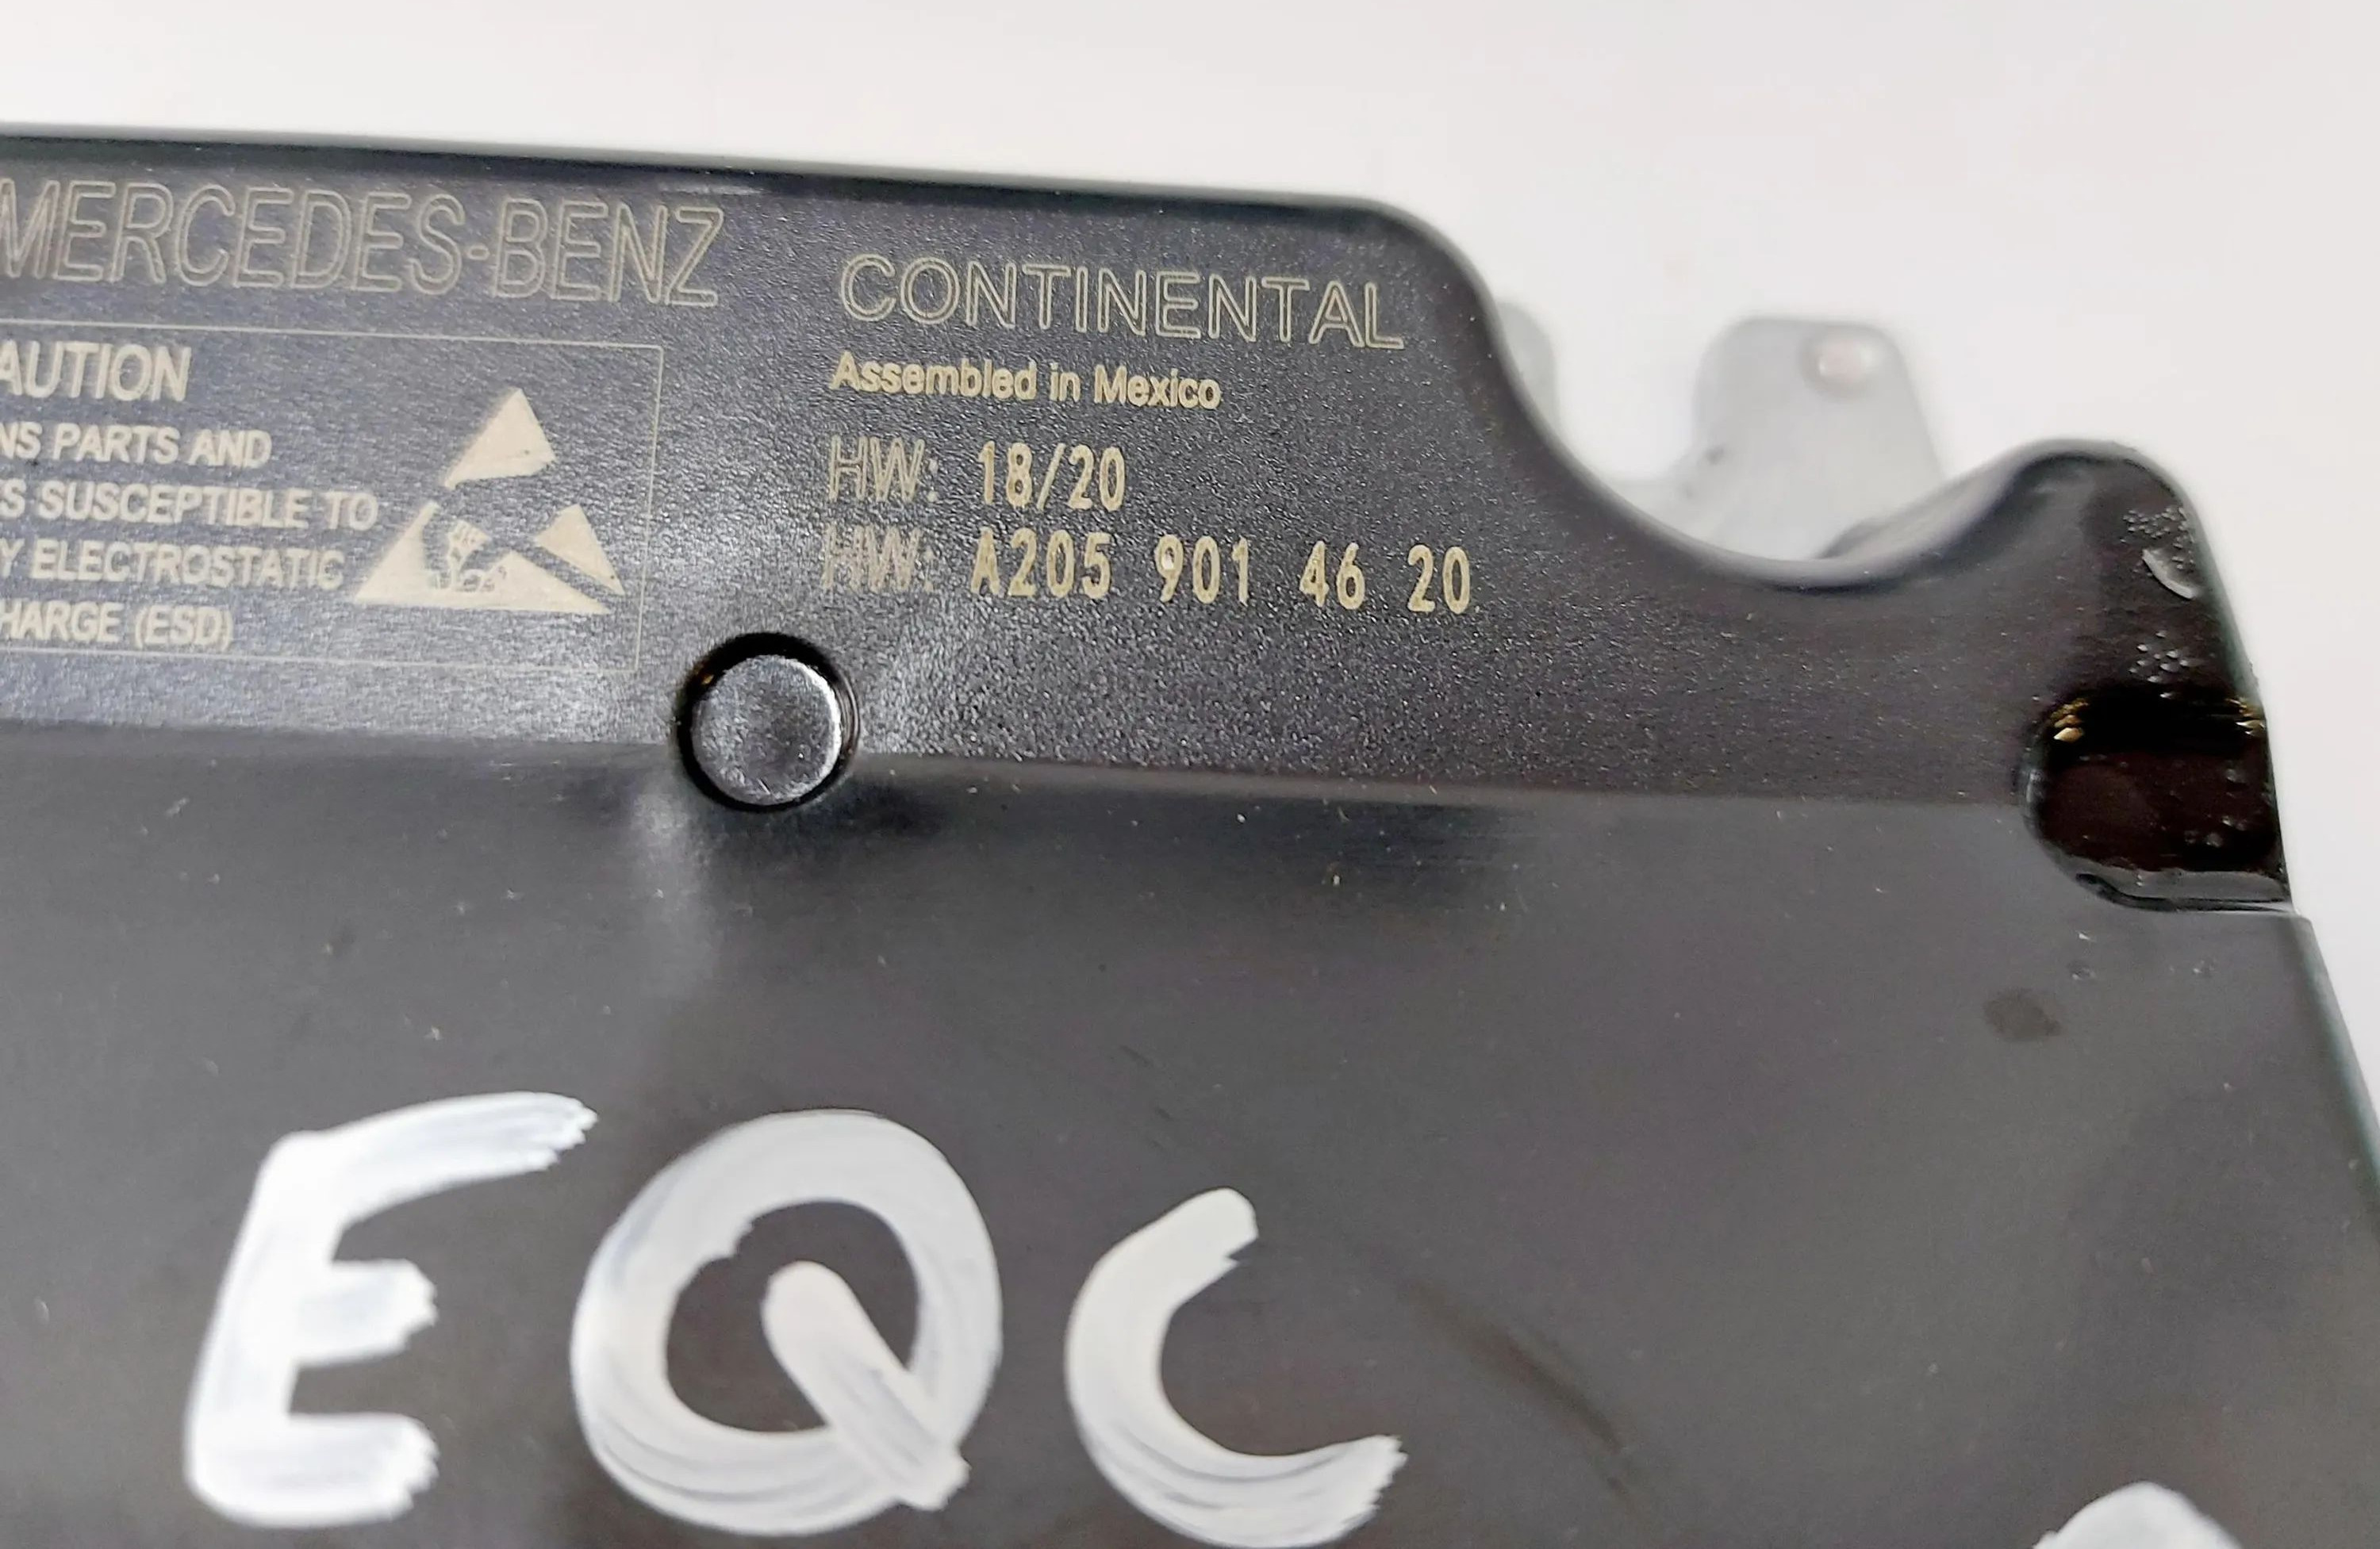 MERCEDES-BENZ
CONTINENTAL
Assembled in Mexico
HW: 18/20
HW: A205 901 46 20
AUTION
NS PARTS AND
S SUSCEPTIBLE TO
Y ELECTROSTATIC
HARGE (ESD)
EQC